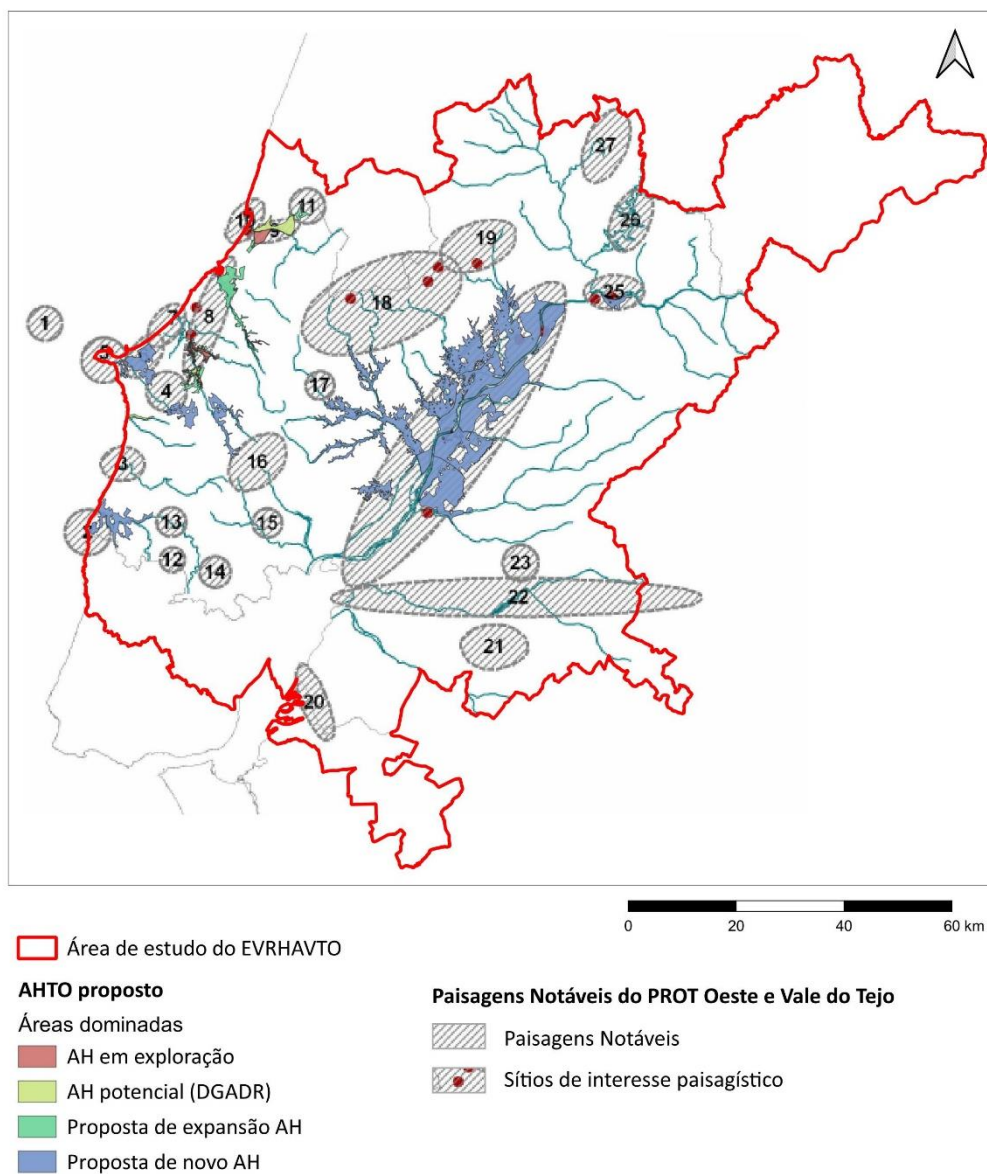 27
11
10
9
26
19
25
18
1
7
8
5
4
17
16
3
2
13
15
12
14
23
22
21
20
0 20 40 60 km
Área de estudo do EVRHAVTO
AHTO proposto
Áreas dominadas
AH em exploração
AH potencial (DGADR)
Proposta de expansão AH
Proposta de novo AH
Paisagens Notáveis do PROT Oeste e Vale do Tejo
Paisagens Notáveis
Sítios de interesse paisagístico